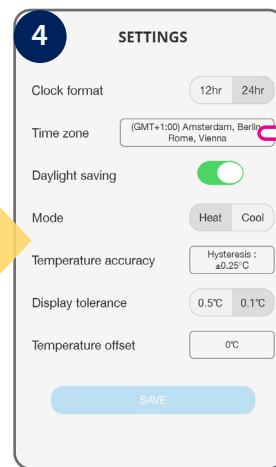 4
SETTINGS
Clock format 12hr 24hr
Time zone (GMT+1:00) Amsterdam, Berlin
Rome, Vienna
Daylight saving
Mode Heat Cool
Temperature accuracy Hysteresis :
±0.25°C
Display tolerance 0.5℃ 0.1℃
Temperature offset 0℃
SAVE